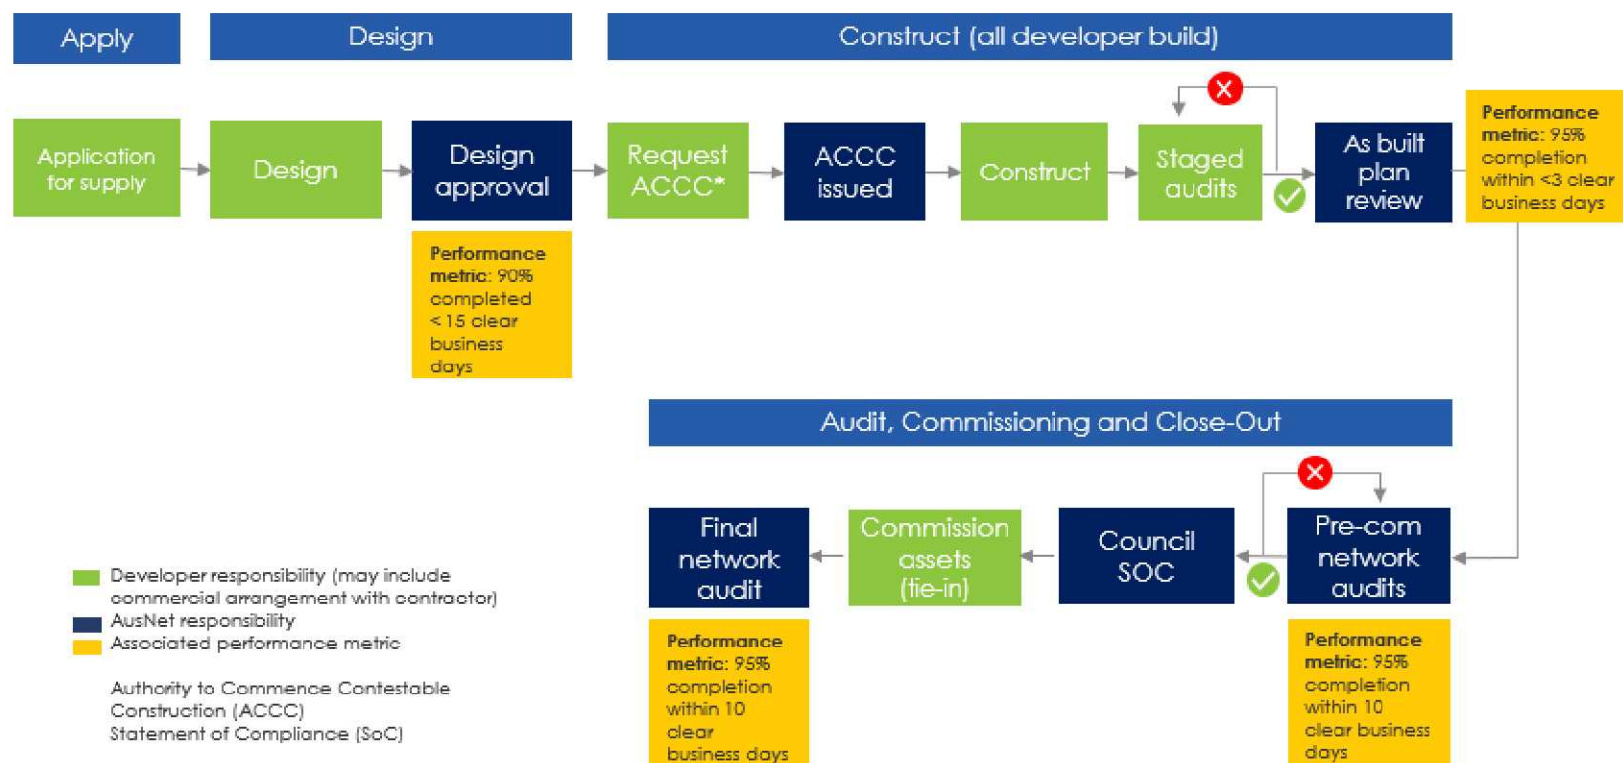 Apply
Design
Construct (all developer build)
Application
for supply
Design
Design
approval
Request
ACCC*
ACCC
issued
Construct
Staged
audits
As built
plan
review
Performance
metric: 95%
completion
within <3 clear
business days
Performance
metric: 90%
completed
< 15 clear
business
days
Audit, Commissioning and Close-Out
Final
network
audit
Commission
assets
(tie-in)
Council
SOC
Pre-com
network
audits
Performance
metric: 95%
completion
within 10
clear
business days
Performance
metric: 95%
completion
within 10
clear business
days
Developer responsibility (may include
commercial arrangement with contractor)
AusNet responsibility
Associated performance metric
Authority to Commence Contestable
Construction (ACCC)
Statement of Compliance (SoC)